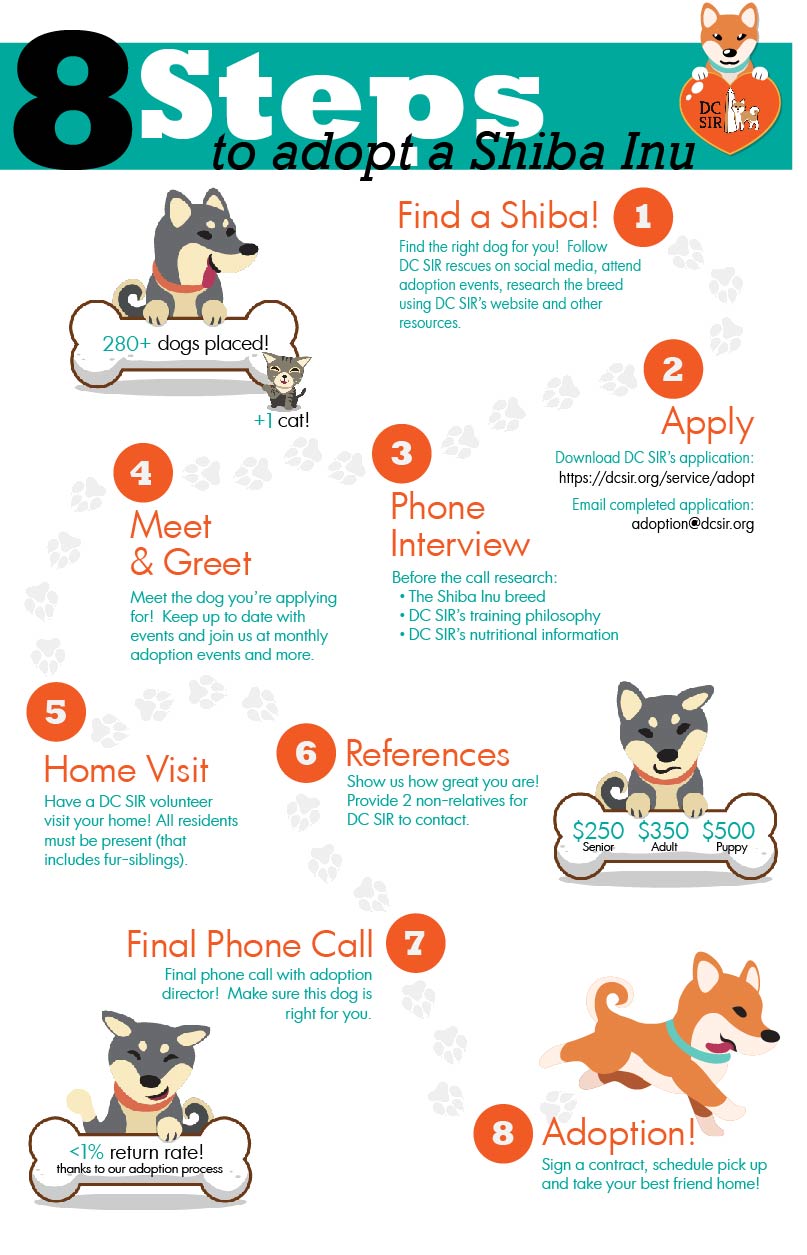 8 Steps
to adopt a Shiba Inu
DC
SIR
Find a Shiba!
1
Find the right dog for you! Follow
DC SIR rescues on social media, attend
adoption events, research the breed
using DC SIR's website and other
resources.
280+ dogs placed!
+1 cat!
2
Apply
Download DC SIR's application:
https://dcsir.org/service/adopt
Email completed application:
adoption@dcsir.org
3
Phone
Interview
Before the call research:
• The Shiba Inu breed
• DC SIR's training philosophy
• DC SIR's nutritional information
4
Meet
& Greet
Meet the dog you're applying
for! Keep up to date with
events and join us at monthly
adoption events and more.
5
Home Visit
Have a DC SIR volunteer
visit your home! All residents
must be present (that
includes fur-siblings).
6
References
Show us how great you are!
Provide 2 non-relatives for
DC SIR to contact.
$250 $350 $500
Senior Adult Puppy
Final Phone Call
7
Final phone call with adoption
director! Make sure this dog is
right for you.
<1% return rate!
thanks to our adoption process
8
Adoption!
Sign a contract, schedule pick up
and take your best friend home!